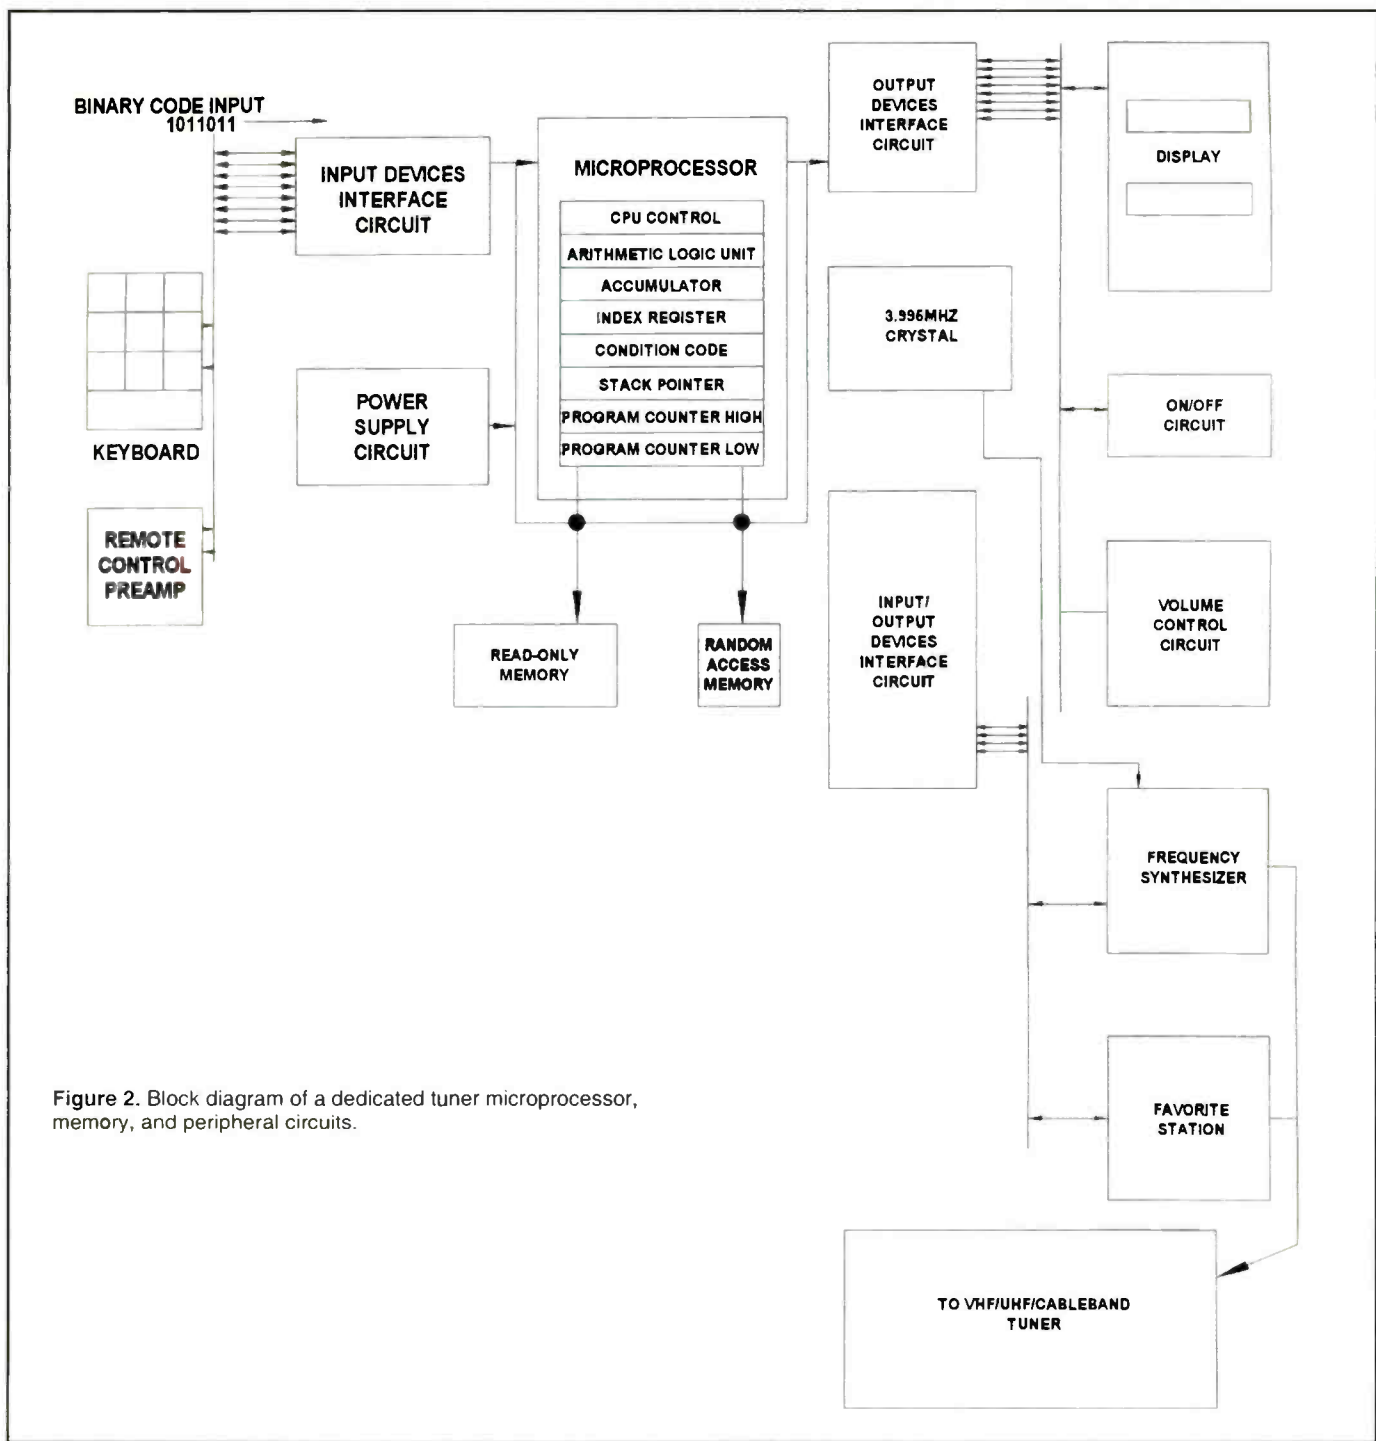 BINARY CODE INPUT
1011011
INPUT DEVICES
INTERFACE
CIRCUIT
KEYBOARD
REMOTE
CONTROL
PREAMP
POWER
SUPPLY
CIRCUIT
MICROPROCESSOR
CPU CONTROL
ARITHMETIC LOGIC UNIT
ACCUMULATOR
INDEX REGISTER
CONDITION CODE
STACK POINTER
PROGRAM COUNTER HIGH
PROGRAM COUNTER LOW
READ-ONLY
MEMORY
RANDOM
ACCESS
MEMORY
OUTPUT
DEVICES
INTERFACE
CIRCUIT
3.995MHZ
CRYSTAL
INPUT/
OUTPUT
DEVICES
INTERFACE
CIRCUIT
DISPLAY
ON/OFF
CIRCUIT
VOLUME
CONTROL
CIRCUIT
FREQUENCY
SYNTHESIZER
FAVORITE
STATION
TO VHF/UHF/CABLEBAND
TUNER
Figure 2. Block diagram of a dedicated tuner microprocessor,
memory, and peripheral circuits.